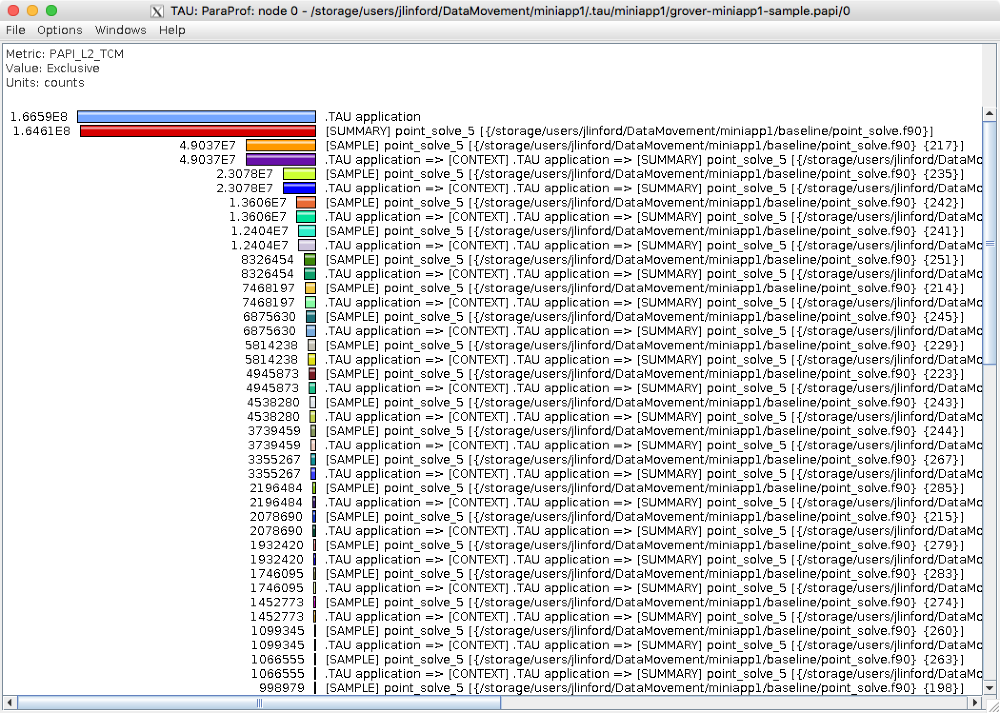 TAU: ParaProf: node 0 - /storage/users/jlinford/DataMovement/miniapp1/.tau/miniapp1/grover-miniapp1-sample.papi/0
File Options Windows Help
Metric: PAPI_L2_TCM
Value: Exclusive
Units: counts
1.6659E8 .TAU application
1.6461E8 [SUMMARY] point_solve_5 [{/storage/users/jlinford/DataMovement/miniapp1/baseline/point_solve.f90}]
4.9037E7 [SAMPLE] point_solve_5 [{/storage/users/jlinford/DataMovement/miniapp1/baseline/point_solve.f90} {217}]
4.9037E7 .TAU application => [CONTEXT] .TAU application => [SUMMARY] point_solve_5 [{/storage/users/jlinford/DataMo
2.3078E7 [SAMPLE] point_solve_5 [{/storage/users/jlinford/DataMovement/miniapp1/baseline/point_solve.f90} {235}]
2.3078E7 .TAU application => [CONTEXT] .TAU application => [SUMMARY] point_solve_5 [{/storage/users/jlinford/DataMo
1.3606E7 [SAMPLE] point_solve_5 [{/storage/users/jlinford/DataMovement/miniapp1/baseline/point_solve.f90} {242}]
1.3606E7 .TAU application => [CONTEXT] .TAU application => [SUMMARY] point_solve_5 [{/storage/users/jlinford/DataMo
1.2404E7 [SAMPLE] point_solve_5 [{/storage/users/jlinford/DataMovement/miniapp1/baseline/point_solve.f90} {241}]
1.2404E7 .TAU application => [CONTEXT] .TAU application => [SUMMARY] point_solve_5 [{/storage/users/jlinford/DataMo
8326454 [SAMPLE] point_solve_5 [{/storage/users/jlinford/DataMovement/miniapp1/baseline/point_solve.f90} {251}]
8326454 .TAU application => [CONTEXT] .TAU application => [SUMMARY] point_solve_5 [{/storage/users/jlinford/DataMo
7468197 [SAMPLE] point_solve_5 [{/storage/users/jlinford/DataMovement/miniapp1/baseline/point_solve.f90} {214}]
7468197 .TAU application => [CONTEXT] .TAU application => [SUMMARY] point_solve_5 [{/storage/users/jlinford/DataMo
6875630 [SAMPLE] point_solve_5 [{/storage/users/jlinford/DataMovement/miniapp1/baseline/point_solve.f90} {245}]
6875630 .TAU application => [CONTEXT] .TAU application => [SUMMARY] point_solve_5 [{/storage/users/jlinford/DataMo
5814238 [SAMPLE] point_solve_5 [{/storage/users/jlinford/DataMovement/miniapp1/baseline/point_solve.f90} {229}]
5814238 .TAU application => [CONTEXT] .TAU application => [SUMMARY] point_solve_5 [{/storage/users/jlinford/DataMo
4945873 [SAMPLE] point_solve_5 [{/storage/users/jlinford/DataMovement/miniapp1/baseline/point_solve.f90} {223}]
4945873 .TAU application => [CONTEXT] .TAU application => [SUMMARY] point_solve_5 [{/storage/users/jlinford/DataMo
4538280 [SAMPLE] point_solve_5 [{/storage/users/jlinford/DataMovement/miniapp1/baseline/point_solve.f90} {243}]
4538280 .TAU application => [CONTEXT] .TAU application => [SUMMARY] point_solve_5 [{/storage/users/jlinford/DataMo
3739459 [SAMPLE] point_solve_5 [{/storage/users/jlinford/DataMovement/miniapp1/baseline/point_solve.f90} {244}]
3739459 .TAU application => [CONTEXT] .TAU application => [SUMMARY] point_solve_5 [{/storage/users/jlinford/DataMo
3355267 [SAMPLE] point_solve_5 [{/storage/users/jlinford/DataMovement/miniapp1/baseline/point_solve.f90} {267}]
3355267 .TAU application => [CONTEXT] .TAU application => [SUMMARY] point_solve_5 [{/storage/users/jlinford/DataMo
2196484 [SAMPLE] point_solve_5 [{/storage/users/jlinford/DataMovement/miniapp1/baseline/point_solve.f90} {285}]
2196484 .TAU application => [CONTEXT] .TAU application => [SUMMARY] point_solve_5 [{/storage/users/jlinford/DataMo
2078690 [SAMPLE] point_solve_5 [{/storage/users/jlinford/DataMovement/miniapp1/baseline/point_solve.f90} {215}]
2078690 .TAU application => [CONTEXT] .TAU application => [SUMMARY] point_solve_5 [{/storage/users/jlinford/DataMo
1932420 [SAMPLE] point_solve_5 [{/storage/users/jlinford/DataMovement/miniapp1/baseline/point_solve.f90} {279}]
1932420 .TAU application => [CONTEXT] .TAU application => [SUMMARY] point_solve_5 [{/storage/users/jlinford/DataMo
1746095 [SAMPLE] point_solve_5 [{/storage/users/jlinford/DataMovement/miniapp1/baseline/point_solve.f90} {283}]
1746095 .TAU application => [CONTEXT] .TAU application => [SUMMARY] point_solve_5 [{/storage/users/jlinford/DataMo
1452773 [SAMPLE] point_solve_5 [{/storage/users/jlinford/DataMovement/miniapp1/baseline/point_solve.f90} {274}]
1452773 .TAU application => [CONTEXT] .TAU application => [SUMMARY] point_solve_5 [{/storage/users/jlinford/DataMo
1099345 [SAMPLE] point_solve_5 [{/storage/users/jlinford/DataMovement/miniapp1/baseline/point_solve.f90} {260}]
1099345 .TAU application => [CONTEXT] .TAU application => [SUMMARY] point_solve_5 [{/storage/users/jlinford/DataMo
1066555 [SAMPLE] point_solve_5 [{/storage/users/jlinford/DataMovement/miniapp1/baseline/point_solve.f90} {263}]
1066555 .TAU application => [CONTEXT] .TAU application => [SUMMARY] point_solve_5 [{/storage/users/jlinford/DataMo
998979 [SAMPLE] point_solve_5 [{/storage/users/jlinford/DataMovement/miniapp1/baseline/point_solve.f90} {198}]